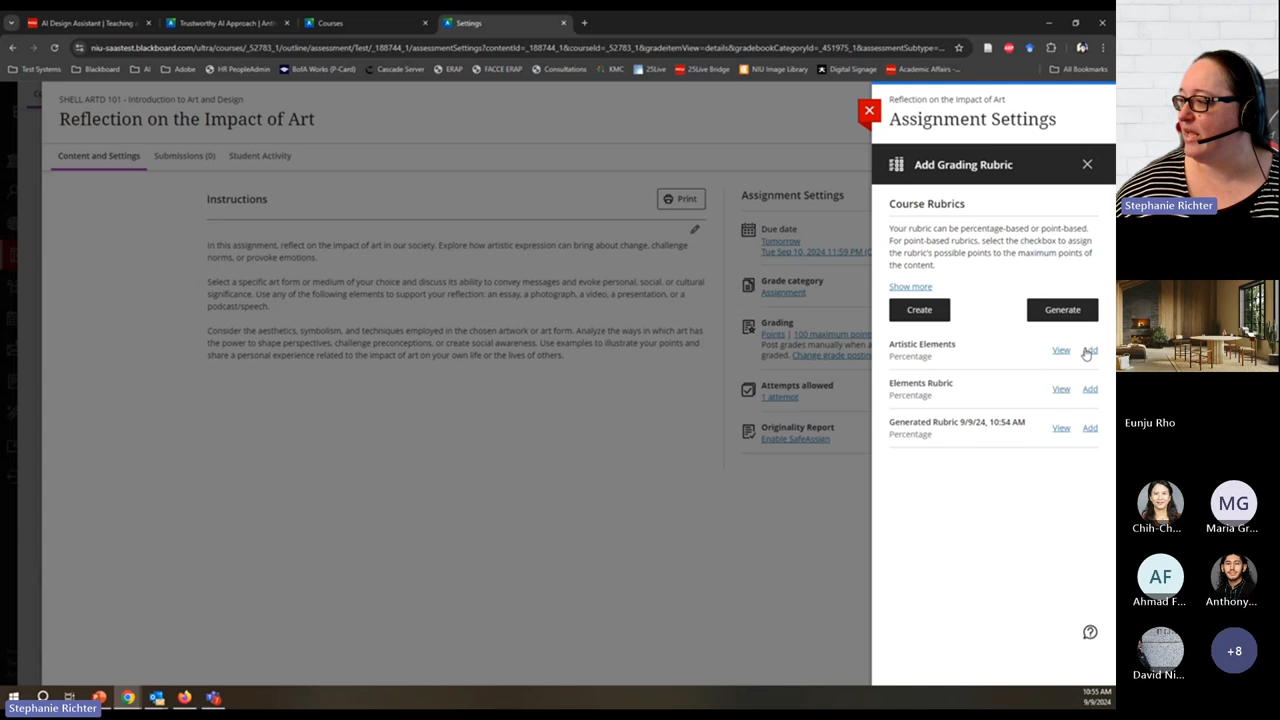 AI Design Assistant | Teaching
Trustworthy AI Approach | Anth
Courses
Settings
niu-saastest.blackboard.com/ultra/courses/_52783_1/outline/assessment/Test/_188744_1/assessmentSettings?contentId=_188744_1&courseId=_52783_1&gradeitemView=details&gradebookCategoryId=_451975_1&assessmentSubtype=...
Test Systems
Blackboard
AI
Adobe
HR PeopleAdmin
BofA Works (P-Card)
Cascade Server
ERAP
FACCE ERAP
Consultations
KMC
25Live
25Live Bridge
NIU Image Library
Digital Signage
Academic Affairs -...
All Bookmarks
SHELL ARTD 101 - Introduction to Art and Design
Reflection on the Impact of Art
Content and Settings
Submissions (0)
Student Activity
Instructions
Print
In this assignment, reflect on the impact of art in our society. Explore how artistic expression can bring about change, challenge
norms, or provoke emotions.
Select a specific art form or medium of your choice and discuss its ability to convey messages and evoke personal, social, or cultural
significance. Use any of the following elements to support your reflection: an essay, a photograph, a video, a presentation, or a
podcast/speech.
Consider the aesthetics, symbolism, and techniques employed in the chosen artwork or art form. Analyze the ways in which art has
the power to shape perspectives, challenge preconceptions, or create social awareness. Use examples to illustrate your points and
share a personal experience related to the impact of art on your own life or the lives of others.
Assignment Settings
Due date
Tomorrow
Tue Sep 10, 2024 11:59 PM (C
Grade category
Assignment
Grading
Points | 100 maximum point
Post grades manually when a
graded. Change grade postin
Attempts allowed
1 attempt
Originality Report
Enable SafeAssign
Reflection on the Impact of Art
Assignment Settings
Add Grading Rubric
Course Rubrics
Your rubric can be percentage-based or point-based.
For point-based rubrics, select the checkbox to assign
the rubric's possible points to the maximum points of
the content.
Show more
Create
Generate
Artistic Elements
Percentage
View
Add
Elements Rubric
Percentage
View
Add
Generated Rubric 9/9/24, 10:54 AM
Percentage
View
Add
10:55 AM
9/9/2024
Stephanie Richter
Stephanie Richter
Eunju Rho
Chih-Ch...
MG
Maria Gr...
AF
Ahmad F...
Anthony...
David Ni...
+8